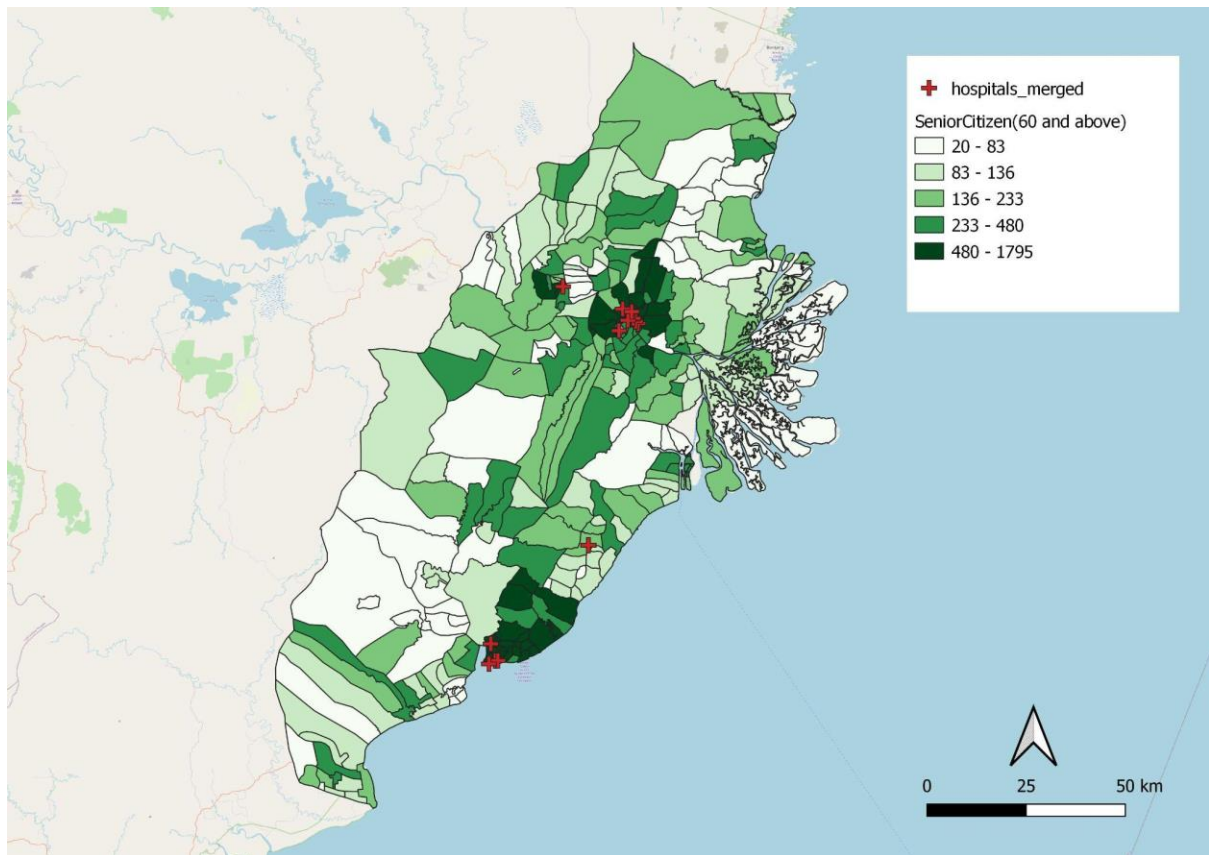 hospitals_merged
SeniorCitizen(60 and above)
20 - 83
83 - 136
136 - 233
233 - 480
480 - 1795
0 25 50 km